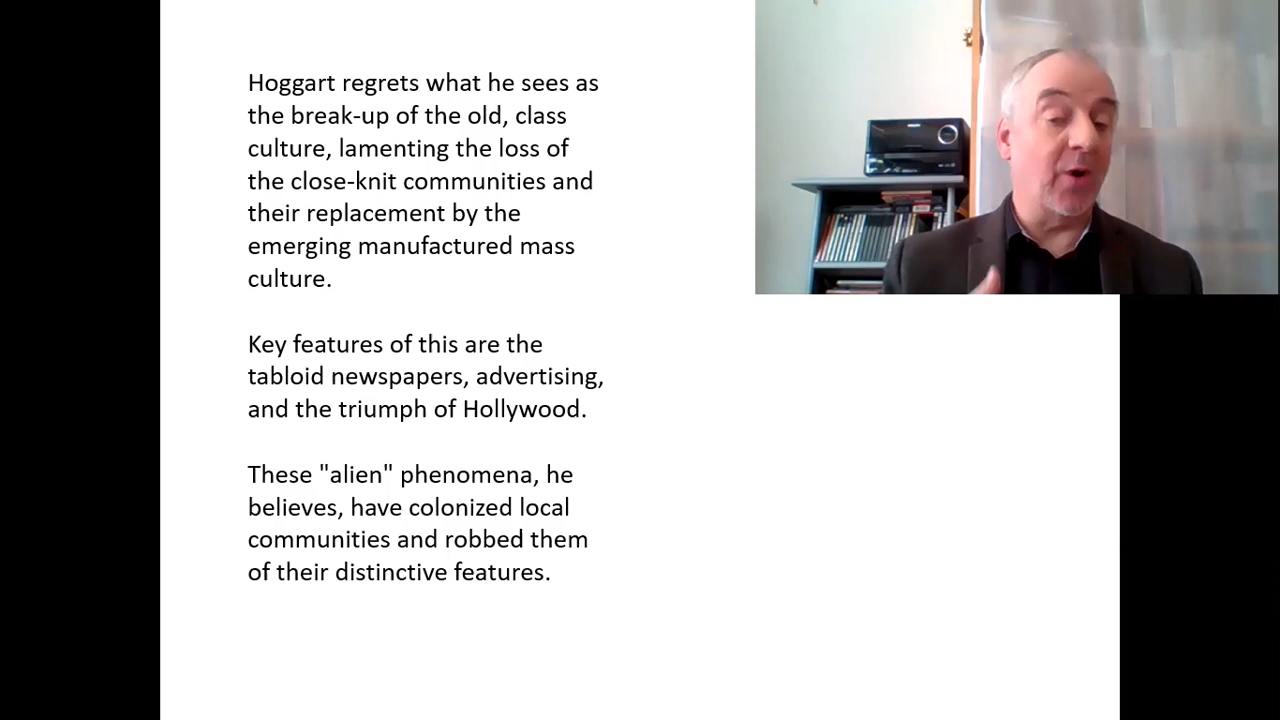 Hoggart regrets what he sees as
the break-up of the old, class
culture, lamenting the loss of
the close-knit communities and
their replacement by the
emerging manufactured mass
culture.
Key features of this are the
tabloid newspapers, advertising,
and the triumph of Hollywood.
These "alien" phenomena, he
believes, have colonized local
communities and robbed them
of their distinctive features.